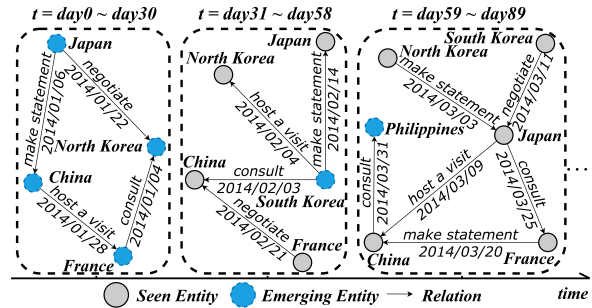 t = day0 ~ day30
Japan
make statement
2014/01/06
negotiate
2014/01/22
North Korea
China
host a visit
2014/01/28
consult
2014/01/04
France
t = day31 ~ day58
Japan
North Korea
host a visit
2014/02/04
make statement
2014/02/14
China
consult
2014/02/03
South Korea
negotiate
2014/02/21
France
t = day59 ~ day89
South Korea
North Korea
make statement
2014/03/03
negotiate
2014/03/11
Philippines
Japan
consult
2014/03/31
host a visit
2014/03/09
consult
2014/03/25
make statement
2014/03/20
China
France
...
time
Seen Entity
Emerging Entity
Relation